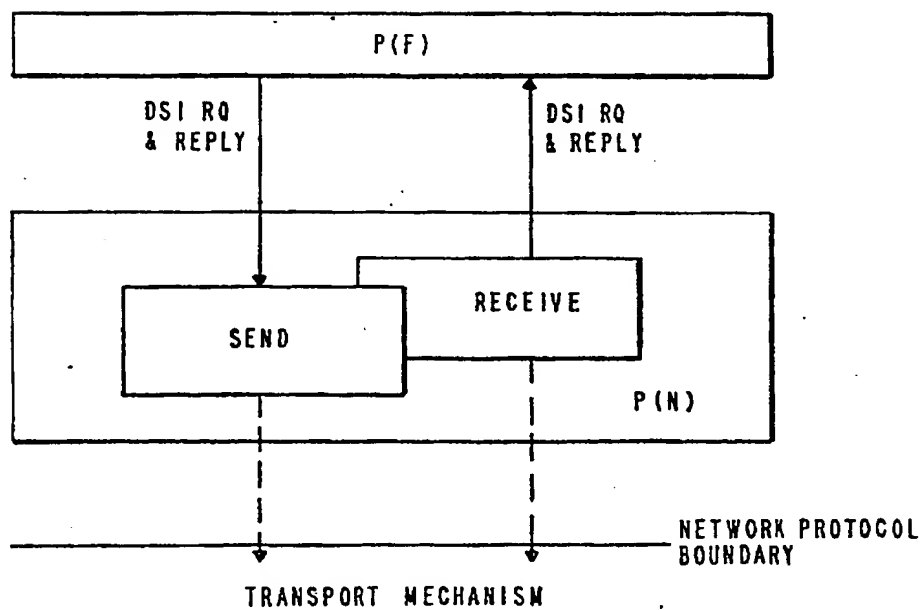 P(F)
DSI RQ
& REPLY
DSI RQ
& REPLY
RECEIVE
SEND
P(N)
NETWORK PROTOCOL
BOUNDARY
TRANSPORT MECHANISM